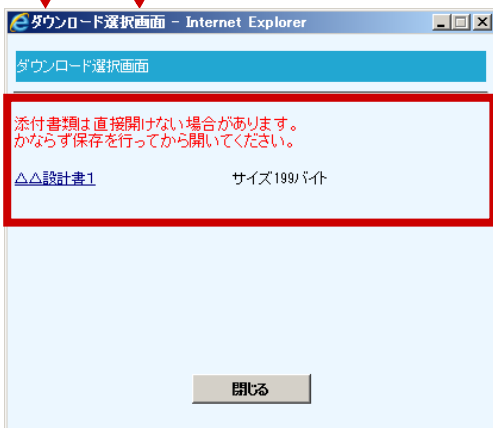 ダウンロード選択画面 - Internet Explorer
ダウンロード選択画面
添付書類は直接開けない場合があります。
かならず保存を行ってから開いてください。
△△設計書1 サイズ199バイト
閉じる